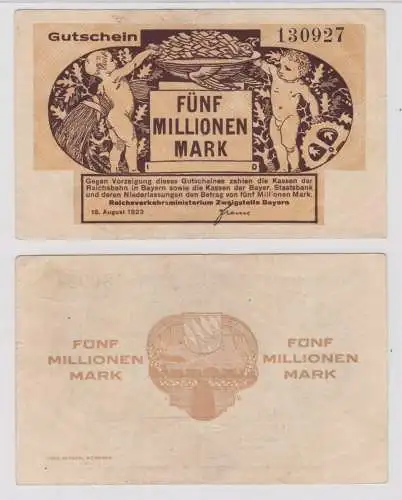 Gutschein
130927
FÜNF
MILLIONEN
MARK
Gegen Vorzeigung dieses Gutscheines zahlen die Kassen der
Reichsbahn in Bayern sowie die Kassen der Bayer. Staatsbank
und deren Niederlassungen den Betrag von fünf Millionen Mark.
Reichsverkehrsministerium Zweigstelle Bayern
18. August 1923
FÜNF
MILLIONEN
MARK
FÜNF
MILLIONEN
MARK